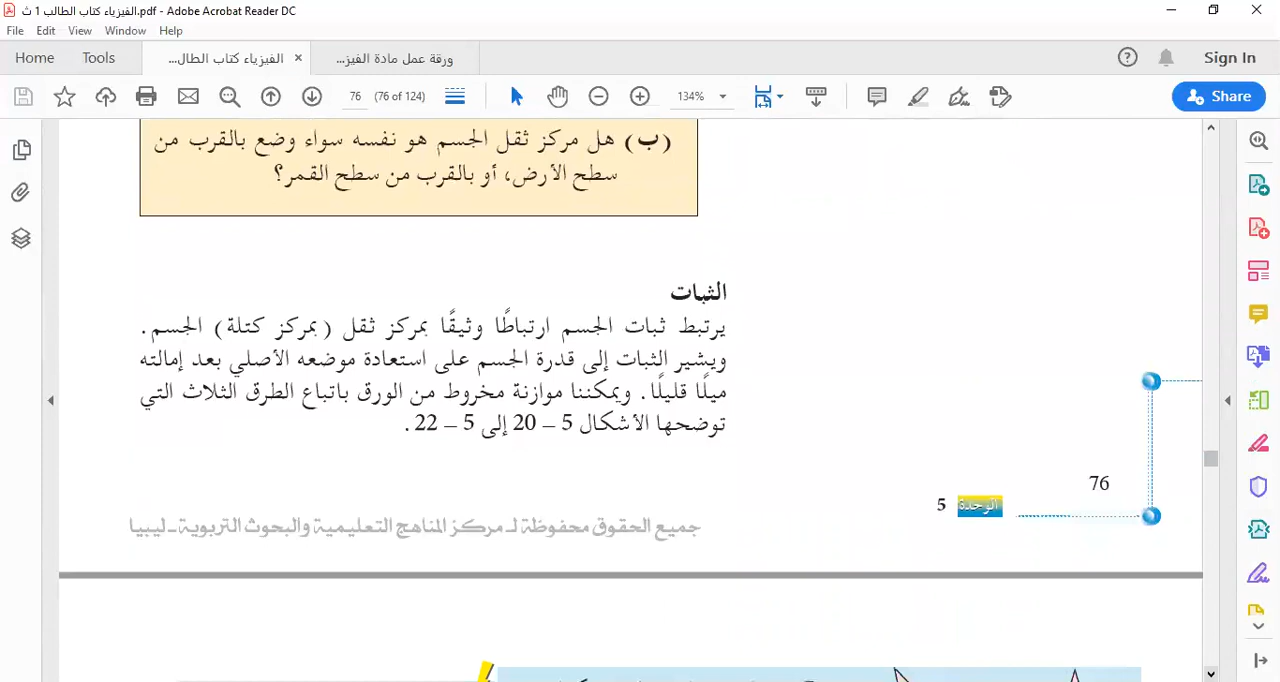 الفيزياء كتاب الطالب 1 ث.pdf - Adobe Acrobat Reader DC
File Edit View Window Help
Home Tools الفيزياء كتاب الطال... × ورقة عمل مادة الفيز... Sign In
76 (76 of 124) 134% Share
(ب) هل مركز ثقل الجسم هو نفسه سواء وضع بالقرب من
سطح الأرض، أو بالقرب من سطح القمر؟
الثبات
يرتبط ثبات الجسم ارتباطًا وثيقًا بمركز ثقل (بمركز كتلة) الجسم.
ويشير الثبات إلى قدرة الجسم على استعادة موضعه الأصلي بعد إمالته
ميلًا قليلًا. ويمكننا موازنة مخروط من الورق باتباع الطرق الثلاث التي
توضحها الأشكال 5 – 20 إلى 5 – 22.
76
الوحدة 5
جميع الحقوق محفوظة لـ مركز المناهج التعليمية والبحوث التربوية - ليبيا